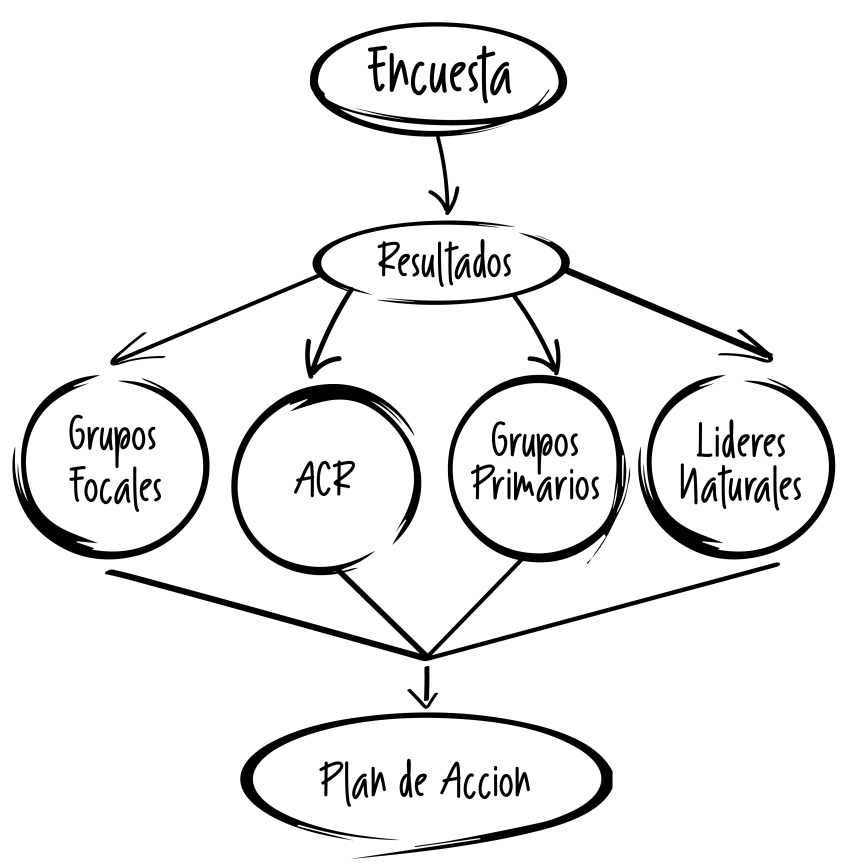 Encuesta
Resultados
Grupos
Focales
ACR
Grupos
Primarios
Lideres
Naturales
Plan de Accion